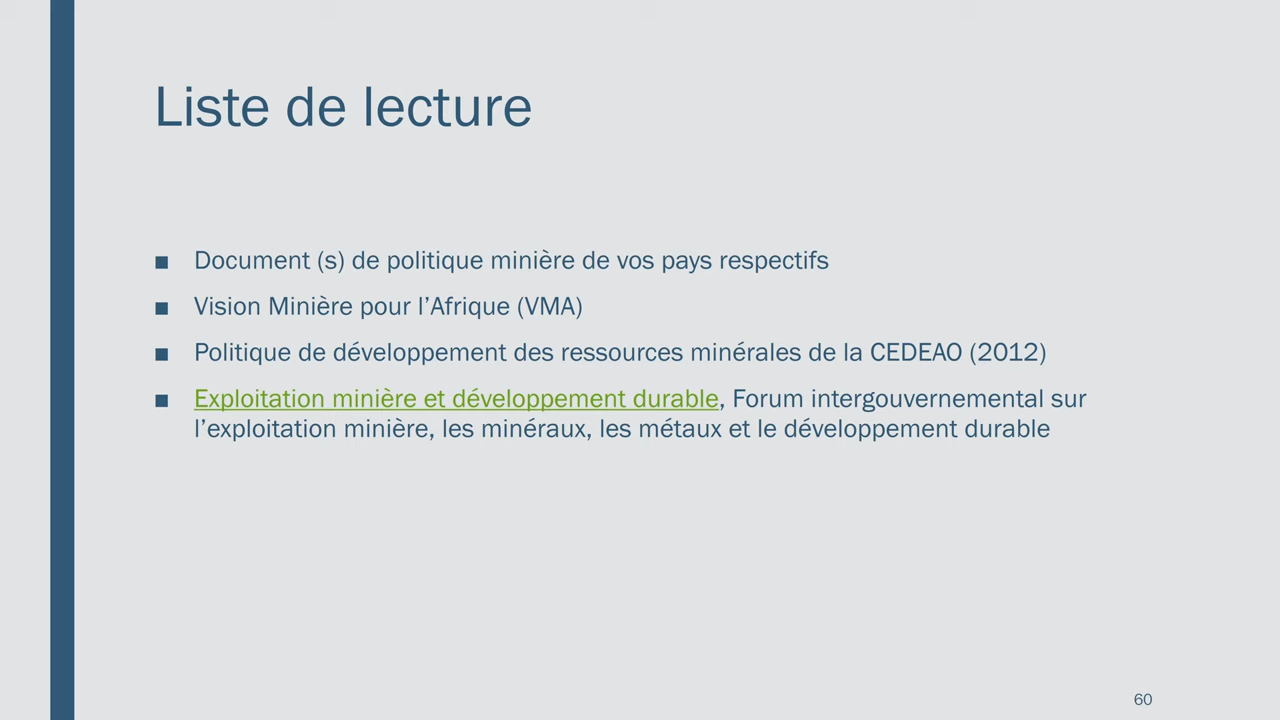 Liste de lecture
■ Document (s) de politique minière de vos pays respectifs
■ Vision Minière pour l’Afrique (VMA)
■ Politique de développement des ressources minérales de la CEDEAO (2012)
■ Exploitation minière et développement durable, Forum intergouvernemental sur
l’exploitation minière, les minéraux, les métaux et le développement durable
60